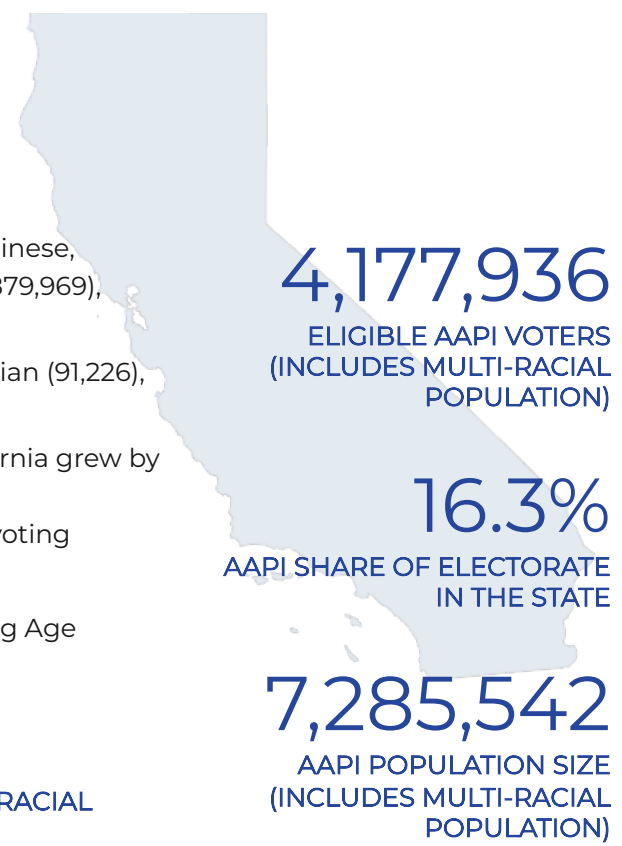 inese,
379,969),
ian (91,226),
rnia grew by
voting
g Age
RACIAL
4,177,936
ELIGIBLE AAPI VOTERS
(INCLUDES MULTI-RACIAL
POPULATION)
16.3%
AAPI SHARE OF ELECTORATE
IN THE STATE
7,285,542
AAPI POPULATION SIZE
(INCLUDES MULTI-RACIAL
POPULATION)